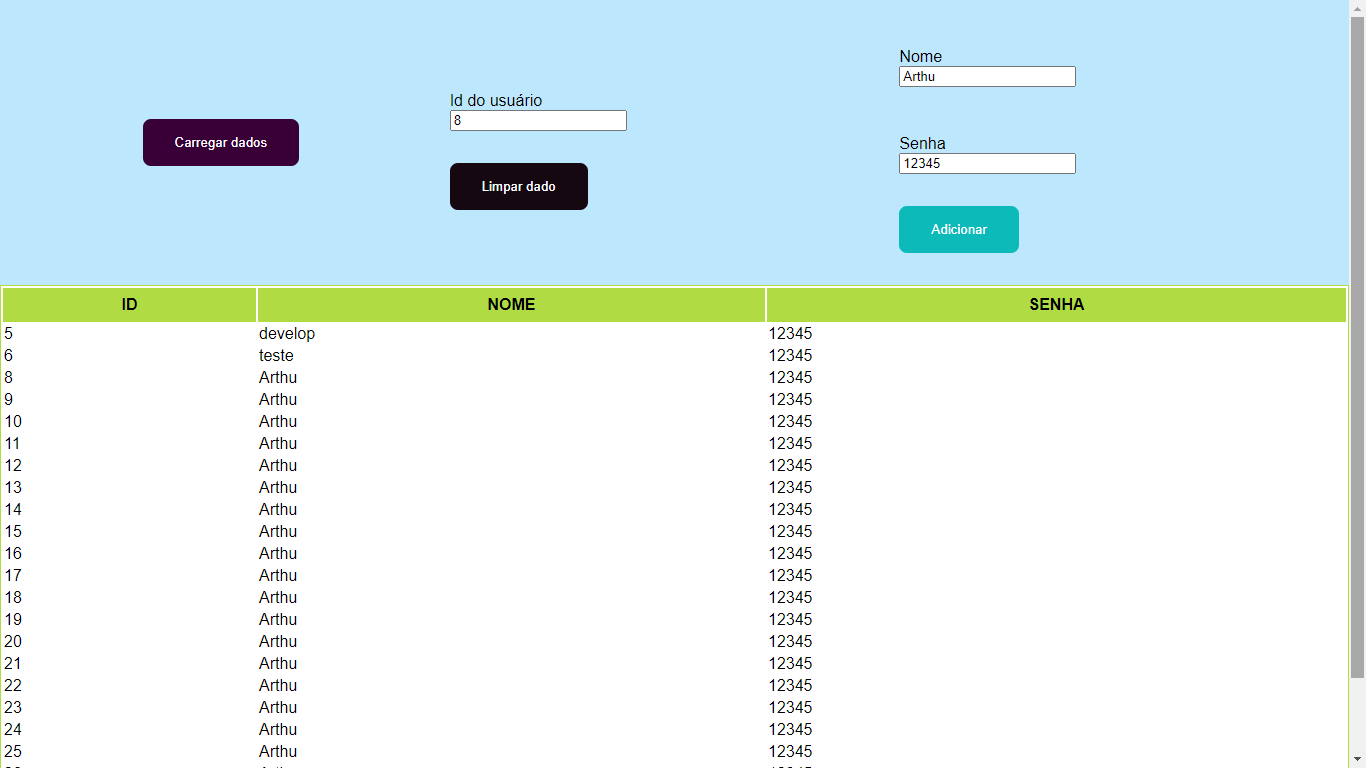 Nome
Arthu
Id do usuário
8
Carregar dados
Senha
12345
Limpar dado
Adicionar
ID NOME SENHA
5 develop 12345
6 teste 12345
8 Arthu 12345
9 Arthu 12345
10 Arthu 12345
11 Arthu 12345
12 Arthu 12345
13 Arthu 12345
14 Arthu 12345
15 Arthu 12345
16 Arthu 12345
17 Arthu 12345
18 Arthu 12345
19 Arthu 12345
20 Arthu 12345
21 Arthu 12345
22 Arthu 12345
23 Arthu 12345
24 Arthu 12345
25 Arthu 12345